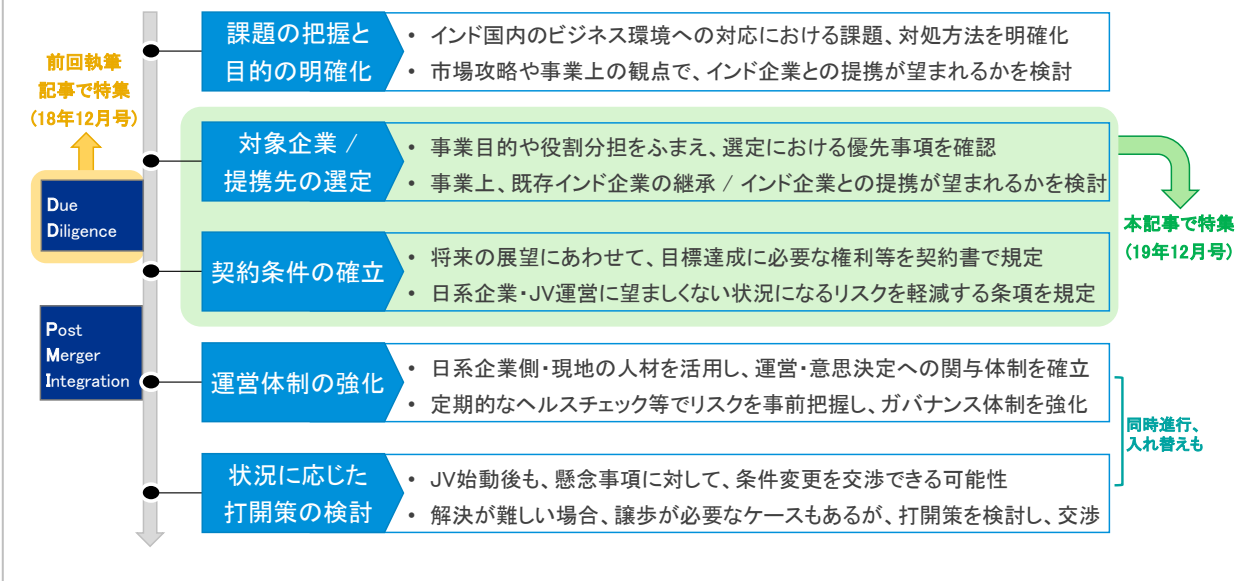 課題の把握と
目的の明確化
• インド国内のビジネス環境への対応における課題、対処方法を明確化
• 市場攻略や事業上の観点で、インド企業との提携が望まれるかを検討
前回執筆
記事で特集
(18年12月号)
対象企業 /
提携先の選定
• 事業目的や役割分担をふまえ、選定における優先事項を確認
• 事業上、既存インド企業の継承 / インド企業との提携が望まれるかを検討
Due
Diligence
本記事で特集
(19年12月号)
契約条件の確立
• 将来の展望にあわせて、目標達成に必要な権利等を契約書で規定
• 日系企業・JV運営に望ましくない状況になるリスクを軽減する条項を規定
Post
Merger
Integration
運営体制の強化
• 日系企業側・現地の人材を活用し、運営・意思決定への関与体制を確立
• 定期的なヘルスチェック等でリスクを事前把握し、ガバナンス体制を強化
同時進行、
入れ替えも
状況に応じた
打開策の検討
• JV始動後も、懸念事項に対して、条件変更を交渉できる可能性
• 解決が難しい場合、譲歩が必要なケースもあるが、打開策を検討し、交渉